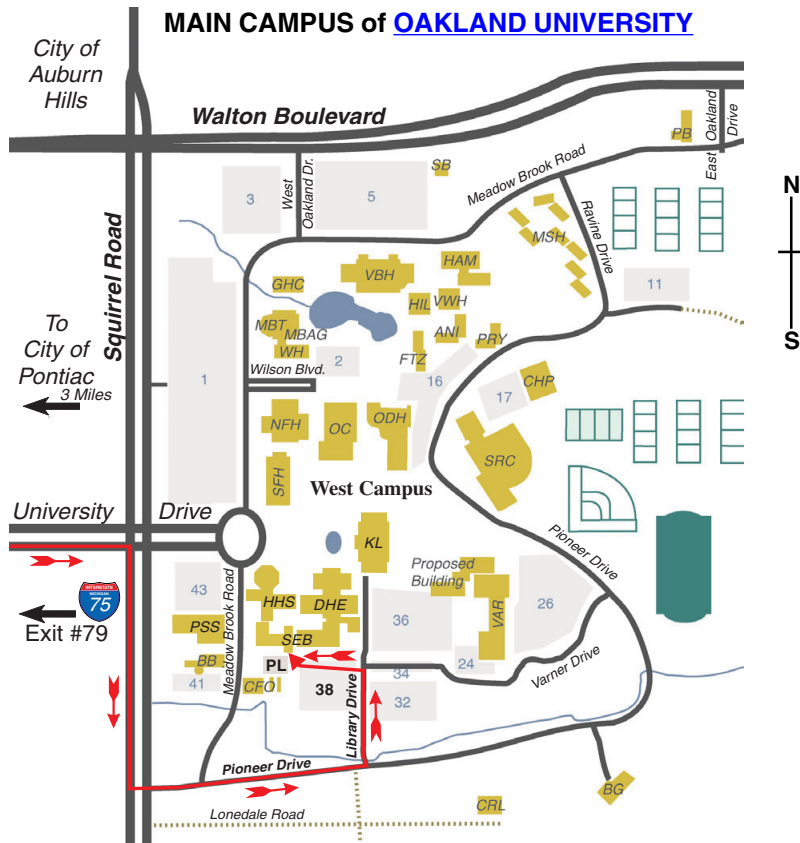 MAIN CAMPUS of OAKLAND UNIVERSITY
City of
Auburn
Hills
Walton Boulevard
East Oakland
Drive
PB
SB
Meadow Brook Road
West
Oakland Dr.
3
5
N
S
MSH
Ravine Drive
Squirrel Road
VBH
HAM
GHC
11
HIL
VWH
MBT
MBAG
ANI
PRY
WH
To
City of
Pontiac
3 Miles
2
FTZ
Wilson Blvd.
1
16
17
CHP
NFH
OC
ODH
SRC
SFH
West Campus
University
Drive
KL
Pioneer Drive
Proposed
Building
43
HHS
DHE
INTERSTATE
MICHIGAN
75
Exit #79
PSS
36
VAR
26
SEB
Meadow Brook Road
BB
PL
24
34
Varner Drive
41
CFO
38
32
Library Drive
Pioneer Drive
BG
CRL
Lonedale Road